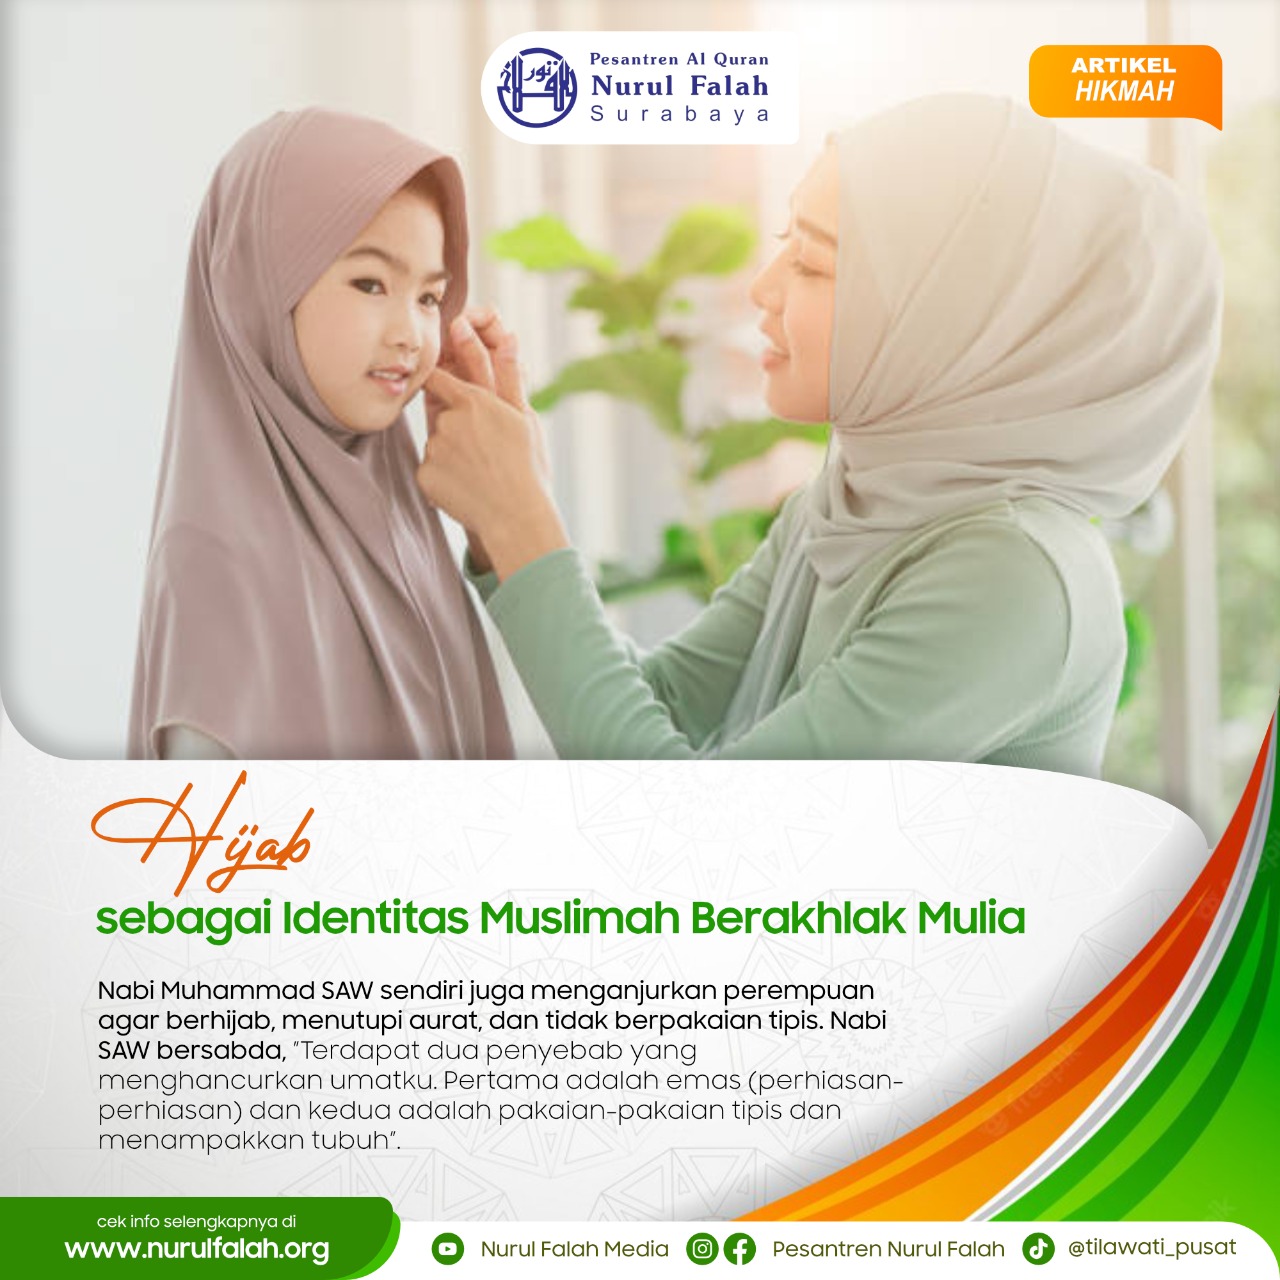 Pesantren Al Quran
Nurul Falah
Surabaya
ARTIKEL
HIKMAH
Hijab
sebagai Identitas Muslimah Berakhlak Mulia
Nabi Muhammad SAW sendiri juga menganjurkan perempuan
agar berhijab, menutupi aurat, dan tidak berpakaian tipis. Nabi
SAW bersabda, "Terdapat dua penyebab yang
menghancurkan umatku. Pertama adalah emas (perhiasan-
perhiasan) dan kedua adalah pakaian-pakaian tipis dan
menampakkan tubuh".
cek info selengkapnya di
www.nurulfalah.org
Nurul Falah Media
Pesantren Nurul Falah
@tilawati_pusat